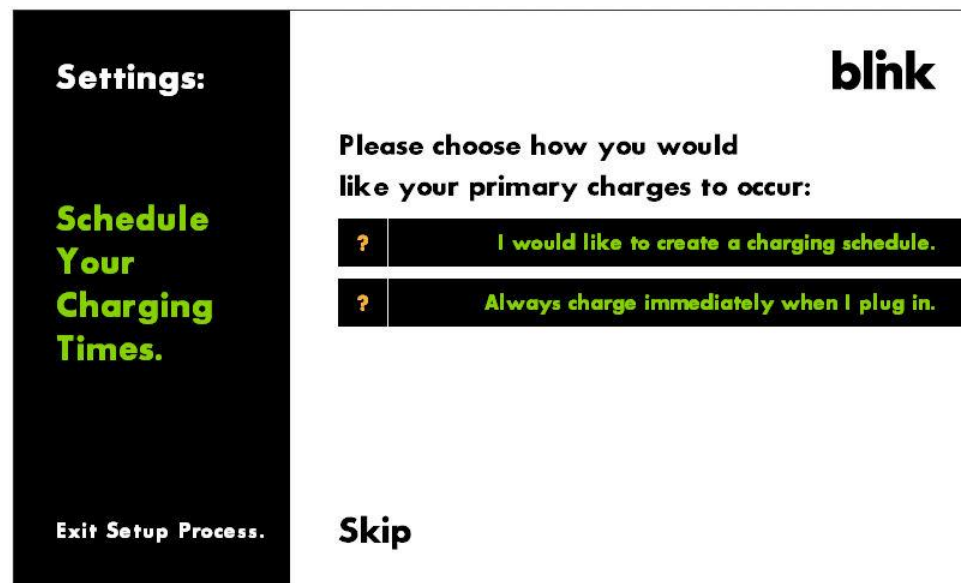 Settings:
Schedule
Your
Charging
Times.
Exit Setup Process.
blink
Please choose how you would
like your primary charges to occur:
? I would like to create a charging schedule.
? Always charge immediately when I plug in.
Skip